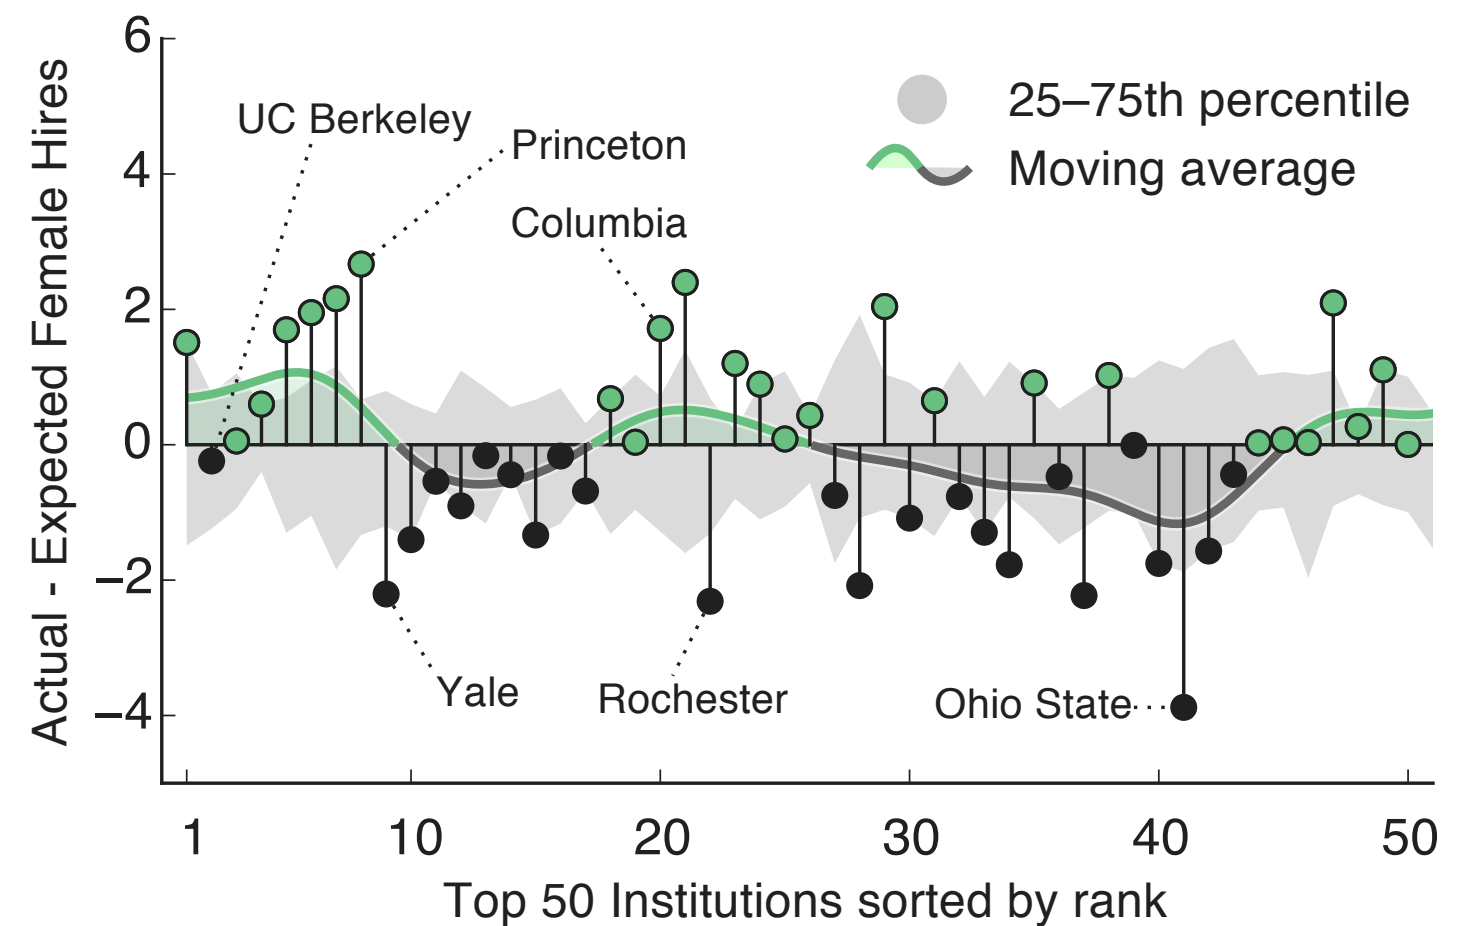 Actual - Expected Female Hires
6
4
2
0
−2
−4
UC Berkeley
Princeton
Columbia
25–75th percentile
Moving average
Yale
Rochester
Ohio State
1 10 20 30 40 50
Top 50 Institutions sorted by rank